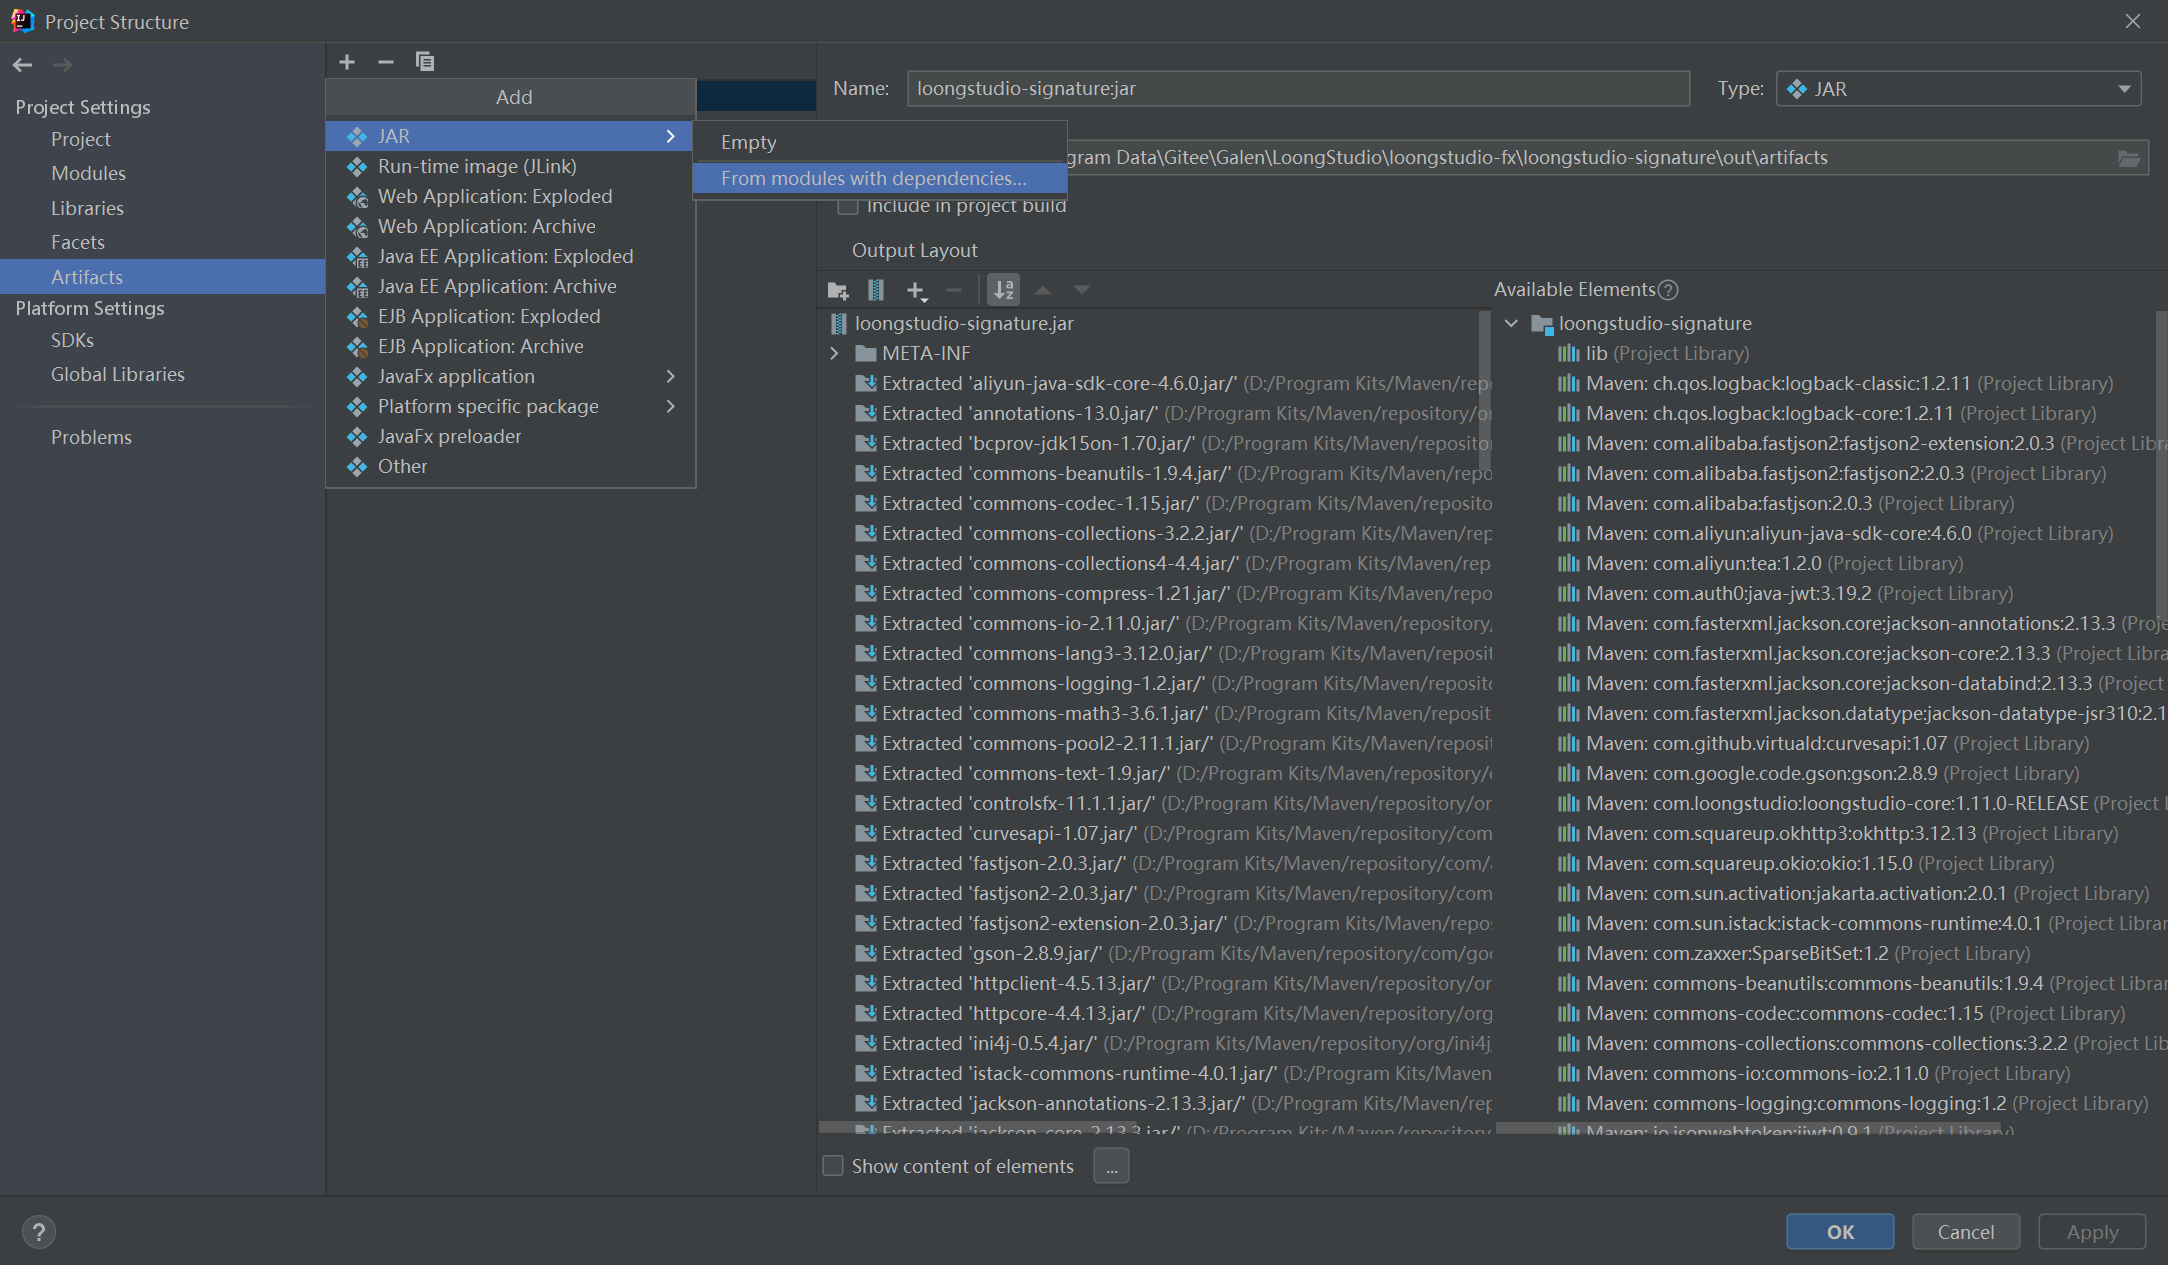 Project Structure
Project Settings
Project
Modules
Libraries
Facets
Artifacts
Platform Settings
SDKs
Global Libraries
Problems
Add
JAR
Run-time image (JLink)
Web Application: Exploded
Web Application: Archive
Java EE Application: Exploded
Java EE Application: Archive
EJB Application: Exploded
EJB Application: Archive
JavaFx application
Platform specific package
JavaFx preloader
Other
Empty
From modules with dependencies...
Name: loongstudio-signature:jar
Type: JAR
gram Data\Gitee\Galen\LoongStudio\loongstudio-fx\loongstudio-signature\out\artifacts
Include in project build
Output Layout
loongstudio-signature.jar
META-INF
Extracted 'aliyun-java-sdk-core-4.6.0.jar/' (D:/Program Kits/Maven/rep
Extracted 'annotations-13.0.jar/' (D:/Program Kits/Maven/repository/o
Extracted 'bcprov-jdk15on-1.70.jar/' (D:/Program Kits/Maven/reposito
Extracted 'commons-beanutils-1.9.4.jar/' (D:/Program Kits/Maven/repo
Extracted 'commons-codec-1.15.jar/' (D:/Program Kits/Maven/reposito
Extracted 'commons-collections-3.2.2.jar/' (D:/Program Kits/Maven/rep
Extracted 'commons-collections4-4.4.jar/' (D:/Program Kits/Maven/rep
Extracted 'commons-compress-1.21.jar/' (D:/Program Kits/Maven/repo
Extracted 'commons-io-2.11.0.jar/' (D:/Program Kits/Maven/repository/
Extracted 'commons-lang3-3.12.0.jar/' (D:/Program Kits/Maven/reposit
Extracted 'commons-logging-1.2.jar/' (D:/Program Kits/Maven/reposito
Extracted 'commons-math3-3.6.1.jar/' (D:/Program Kits/Maven/reposit
Extracted 'commons-pool2-2.11.1.jar/' (D:/Program Kits/Maven/reposit
Extracted 'commons-text-1.9.jar/' (D:/Program Kits/Maven/repository/
Extracted 'controlsfx-11.1.1.jar/' (D:/Program Kits/Maven/repository/or
Extracted 'curvesapi-1.07.jar/' (D:/Program Kits/Maven/repository/com
Extracted 'fastjson-2.0.3.jar/' (D:/Program Kits/Maven/repository/com/
Extracted 'fastjson2-2.0.3.jar/' (D:/Program Kits/Maven/repository/com
Extracted 'fastjson2-extension-2.0.3.jar/' (D:/Program Kits/Maven/repo
Extracted 'gson-2.8.9.jar/' (D:/Program Kits/Maven/repository/com/go
Extracted 'httpclient-4.5.13.jar/' (D:/Program Kits/Maven/repository/or
Extracted 'httpcore-4.4.13.jar/' (D:/Program Kits/Maven/repository/org
Extracted 'ini4j-0.5.4.jar/' (D:/Program Kits/Maven/repository/org/ini4j
Extracted 'istack-commons-runtime-4.0.1.jar/' (D:/Program Kits/Maven
Extracted 'jackson-annotations-2.13.3.jar/' (D:/Program Kits/Maven/rep
Extracted 'jackson-core-2.13.3.jar/' (D:/Program Kits/Maven/repository
Show content of elements ...
Available Elements ?
loongstudio-signature
lib (Project Library)
Maven: ch.qos.logback:logback-classic:1.2.11 (Project Library)
Maven: ch.qos.logback:logback-core:1.2.11 (Project Library)
Maven: com.alibaba.fastjson2:fastjson2-extension:2.0.3 (Project Libra
Maven: com.alibaba.fastjson2:fastjson2:2.0.3 (Project Library)
Maven: com.alibaba:fastjson:2.0.3 (Project Library)
Maven: com.aliyun:aliyun-java-sdk-core:4.6.0 (Project Library)
Maven: com.aliyun:tea:1.2.0 (Project Library)
Maven: com.auth0:java-jwt:3.19.2 (Project Library)
Maven: com.fasterxml.jackson.core:jackson-annotations:2.13.3 (Proje
Maven: com.fasterxml.jackson.core:jackson-core:2.13.3 (Project Libra
Maven: com.fasterxml.jackson.core:jackson-databind:2.13.3 (Project
Maven: com.fasterxml.jackson.datatype:jackson-datatype-jsr310:2.1
Maven: com.github.virtuald:curvesapi:1.07 (Project Library)
Maven: com.google.code.gson:gson:2.8.9 (Project Library)
Maven: com.loongstudio:loongstudio-core:1.11.0-RELEASE (Project
Maven: com.squareup.okhttp3:okhttp:3.12.13 (Project Library)
Maven: com.squareup.okio:okio:1.15.0 (Project Library)
Maven: com.sun.activation:jakarta.activation:2.0.1 (Project Library)
Maven: com.sun.istack:istack-commons-runtime:4.0.1 (Project Librar
Maven: com.zaxxer:SparseBitSet:1.2 (Project Library)
Maven: commons-beanutils:commons-beanutils:1.9.4 (Project Librar
Maven: commons-codec:commons-codec:1.15 (Project Library)
Maven: commons-collections:commons-collections:3.2.2 (Project Lib
Maven: commons-io:commons-io:2.11.0 (Project Library)
Maven: commons-logging:commons-logging:1.2 (Project Library)
Maven: io.jsonwebtoken:jjwt:0.9.1 (Project Library)
?
OK
Cancel
Apply